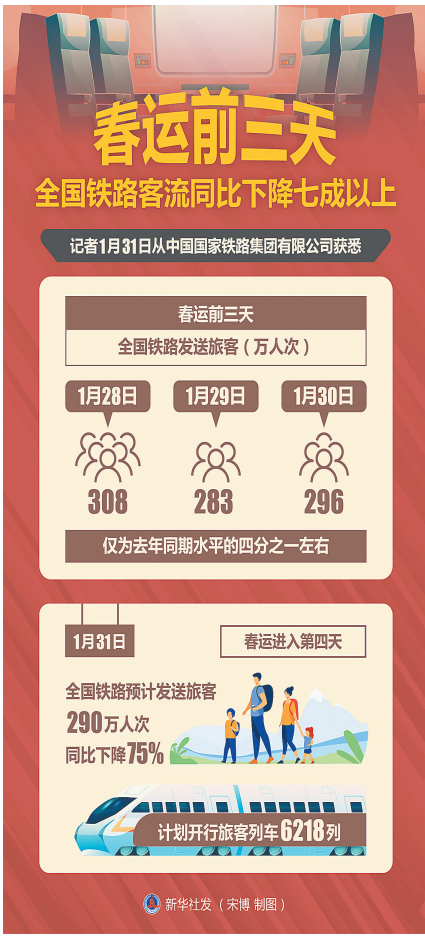 春运前三天
全国铁路客流同比下降七成以上
记者1月31日从中国国家铁路集团有限公司获悉
春运前三天
全国铁路发送旅客（万人次）
1月28日 1月29日 1月30日
308 283 296
仅为去年同期水平的四分之一左右
1月31日 春运进入第四天
全国铁路预计发送旅客
290万人次
同比下降75%
计划开行旅客列车6218列
新华社发（宋博 制图）